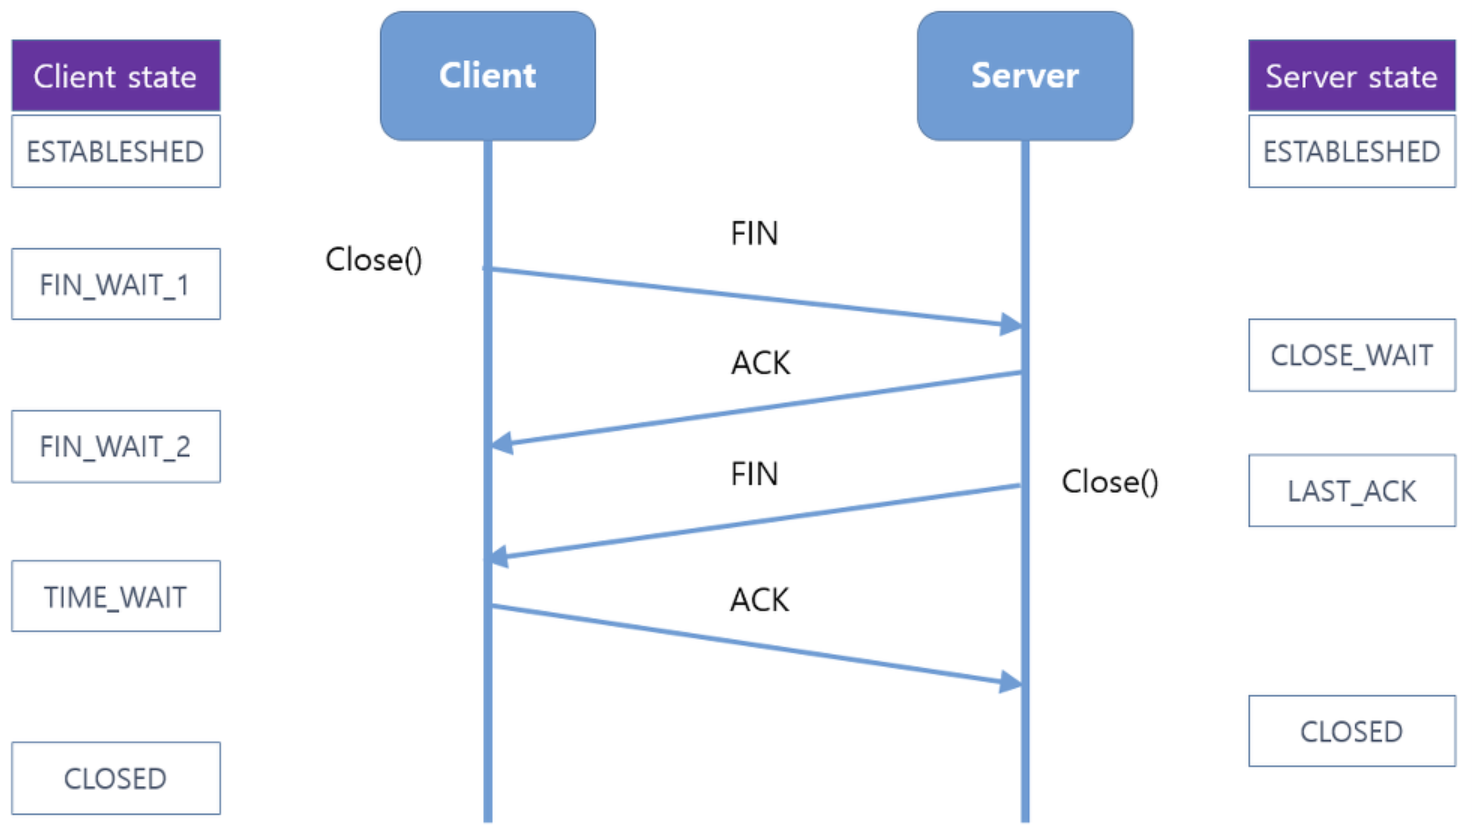 Client
Server
Client state
Server state
ESTABLESHED
ESTABLESHED
FIN
Close()
FIN_WAIT_1
ACK
CLOSE_WAIT
FIN_WAIT_2
FIN
Close()
LAST_ACK
TIME_WAIT
ACK
CLOSED
CLOSED